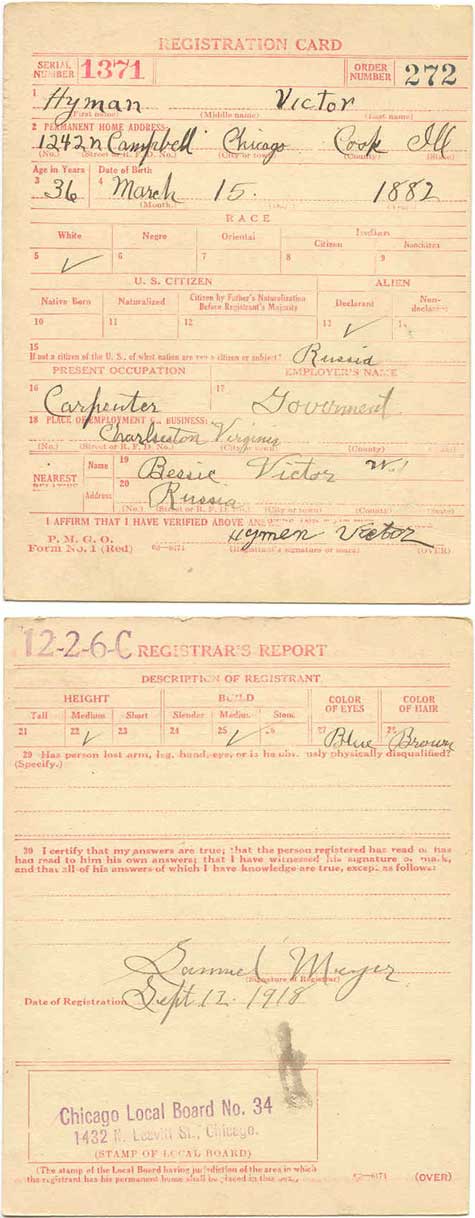 REGISTRATION CARD
SERIAL NUMBER 1371 ORDER NUMBER 272
1 Hyman Victor
(First name) (Middle name) (Last name)
2 PERMANENT HOME ADDRESS:
1242 N Campbell Chicago Cook Ill
(No.) (Street or R. F. D. No.) (City or town) (County) (State)
Age in Years Date of Birth:
3 36 4 March 15. 1882
(Month.)
RACE
White Negro Oriental Indian
Citizen Noncitizen
5 ✓ 6 7 8 9
U. S. CITIZEN ALIEN
Native Born Naturalized Citizen by Father's Naturalization Before Registrant's Majority Declarant Non-declarant
10 11 12 13 ✓
15
If not a citizen of the U. S., of what nation are you a citizen or subject? Russia
PRESENT OCCUPATION EMPLOYER'S NAME
16 Carpenter 17 Goverment
18 PLACE OF EMPLOYMENT OR BUSINESS:
Charlseston Virginia
(No.) (Street or R. F. D. No.) (City or town) (County) (State)
NEAREST RELATIVE Name 19 Bessie Victor
Address 20 Russia
(No.) (Street or R. F. D. No.) (City or town) (County) (State)
I AFFIRM THAT I HAVE VERIFIED ABOVE ANSWERS AND
P. M. G. O.
Form No. 1 (Red) Hymen Victor
(Registrant's signature or mark) (OVER)
12-2-6-C REGISTRAR'S REPORT
DESCRIPTION OF REGISTRANT
HEIGHT BUILD COLOR OF EYES COLOR OF HAIR
Tall Medium Short Slender Medium Stout
21 22 ✓ 23 24 25 ✓ 26 27 Blue 28 Brown
29 Has person lost arm, leg, hand, eye, or is he obviously physically disqualified?
(Specify.)
30 I certify that my answers are true; that the person registered has read or has
had read to him his own answers; that I have witnessed his signature or mark,
and that all of his answers of which I have knowledge are true, except as follows:
Samuel Meyer
(Signature of Registrar)
Date of Registration Sept 12. 1918
Chicago Local Board No. 34
1432 N. Leavitt St., Chicago.
(STAMP OF LOCAL BOARD)
(The stamp of the Local Board having jurisdiction of the area in which
the registrant has his permanent home shall be placed in this box.) (OVER)